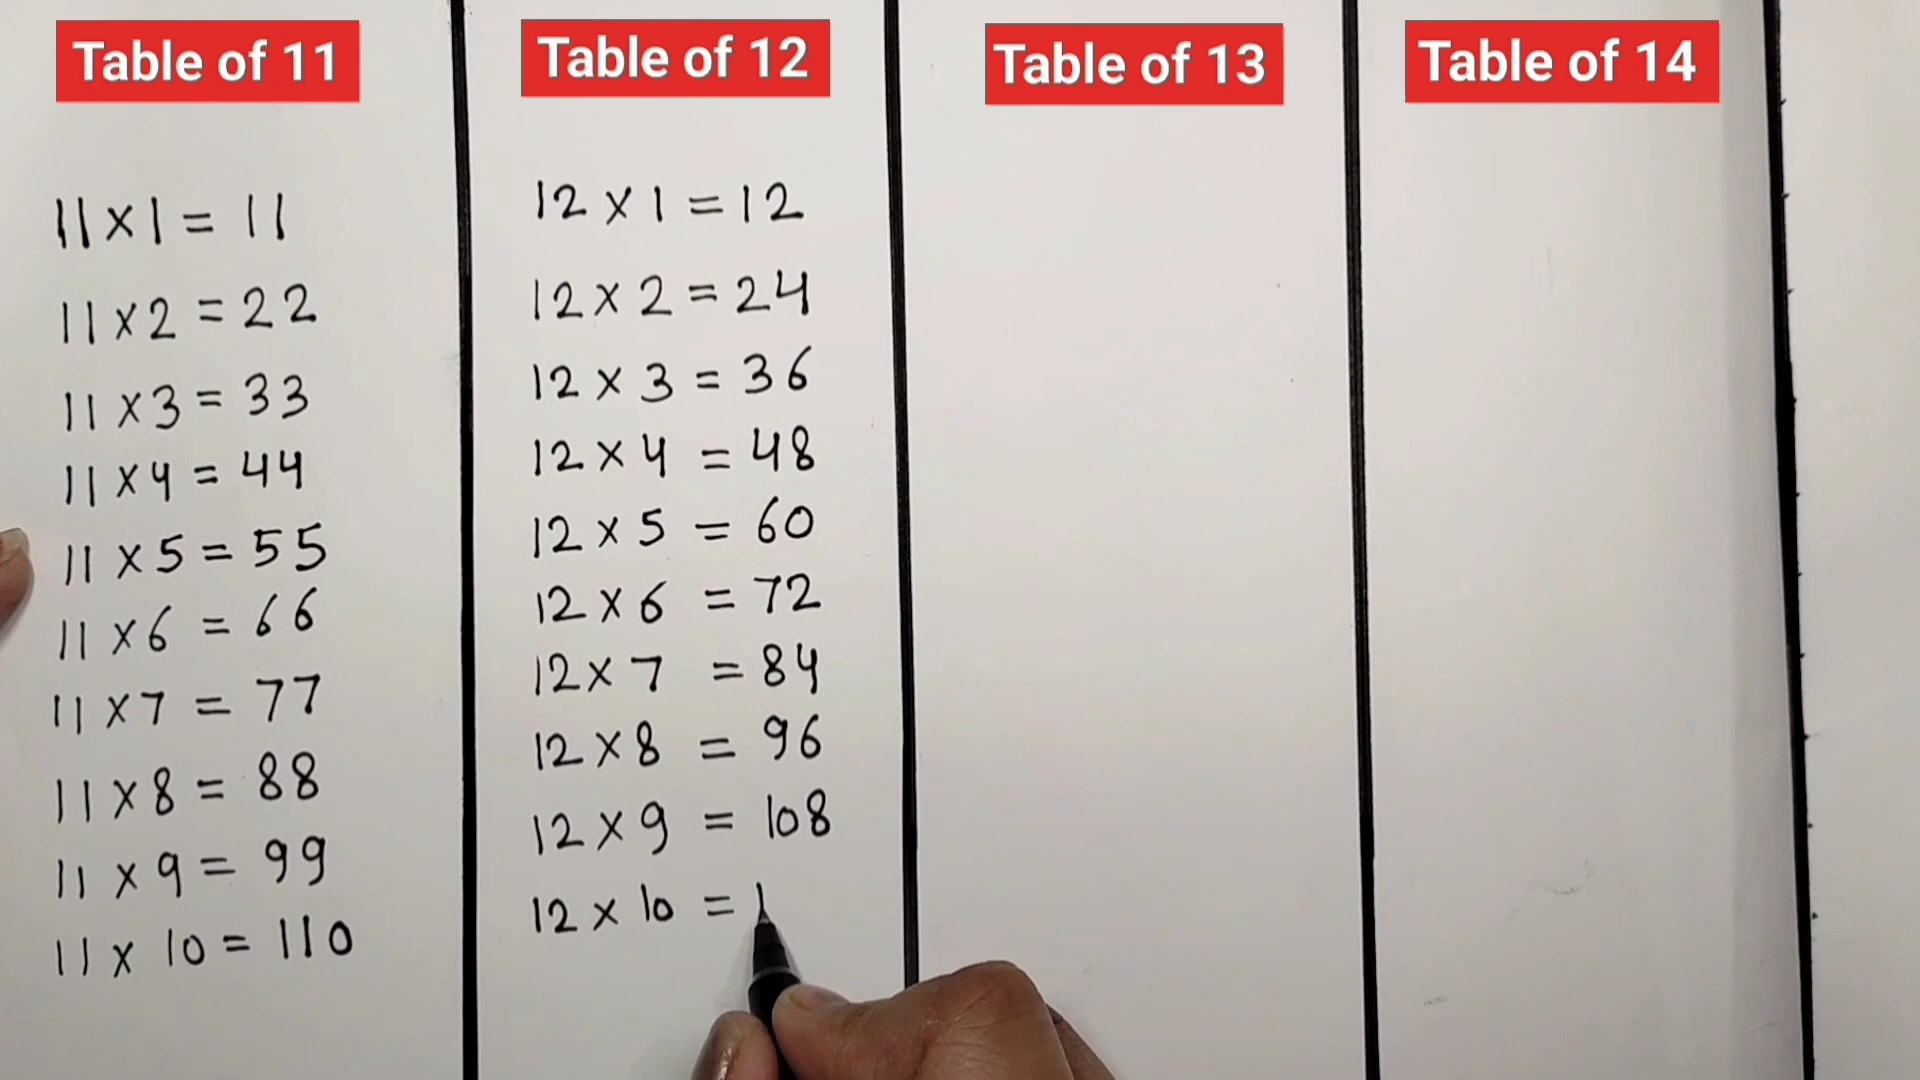 Table of 11
11 x 1 = 11
11 x 2 = 22
11 x 3 = 33
11 x 4 = 44
11 x 5 = 55
11 x 6 = 66
11 x 7 = 77
11 x 8 = 88
11 x 9 = 99
11 x 10 = 110
Table of 12
12 x 1 = 12
12 x 2 = 24
12 x 3 = 36
12 x 4 = 48
12 x 5 = 60
12 x 6 = 72
12 x 7 = 84
12 x 8 = 96
12 x 9 = 108
12 x 10 = 1
Table of 13
Table of 14